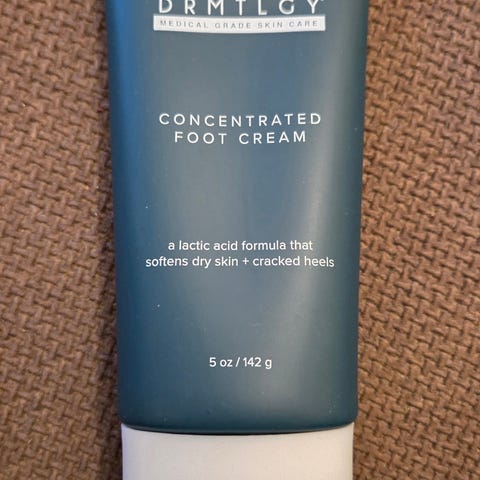 DRMTLGY
MEDICAL GRADE SKIN CARE
CONCENTRATED
FOOT CREAM
a lactic acid formula that
softens dry skin + cracked heels
5 oz / 142 g